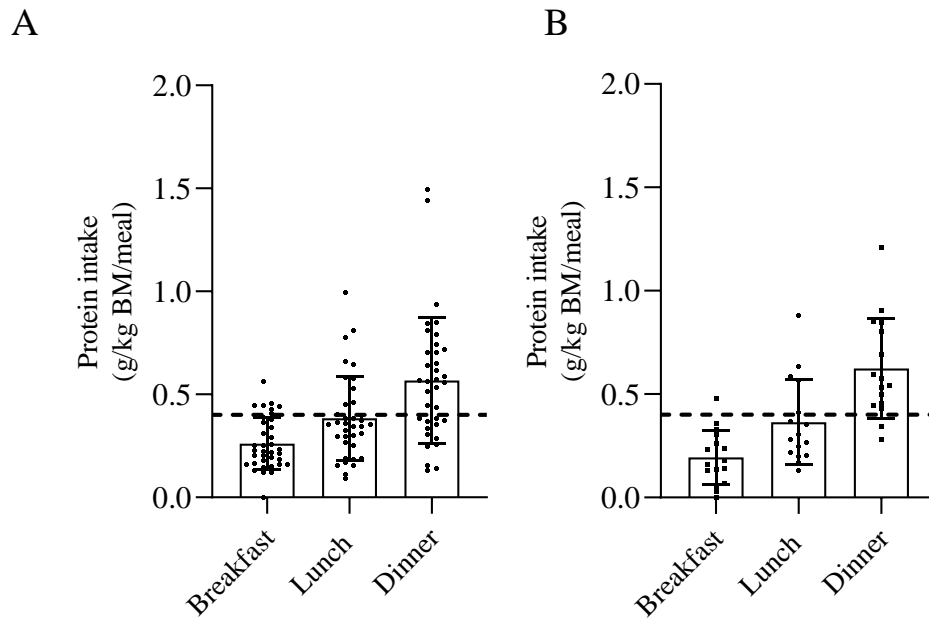 A
Protein intake
(g/kg BM/meal)
2.0
1.5
1.0
0.5
0.0
Breakfast
Lunch
Dinner
B
Protein intake
(g/kg BM/meal)
2.0
1.5
1.0
0.5
0.0
Breakfast
Lunch
Dinner